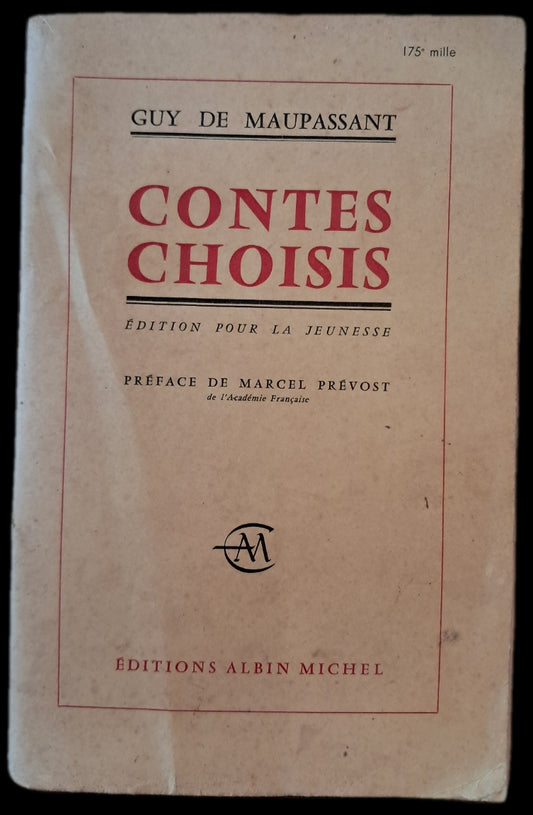 175e mille
GUY DE MAUPASSANT
CONTES
CHOISIS
ÉDITION POUR LA JEUNESSE
PRÉFACE DE MARCEL PRÉVOST
de l'Académie Française
AM
ÉDITIONS ALBIN MICHEL